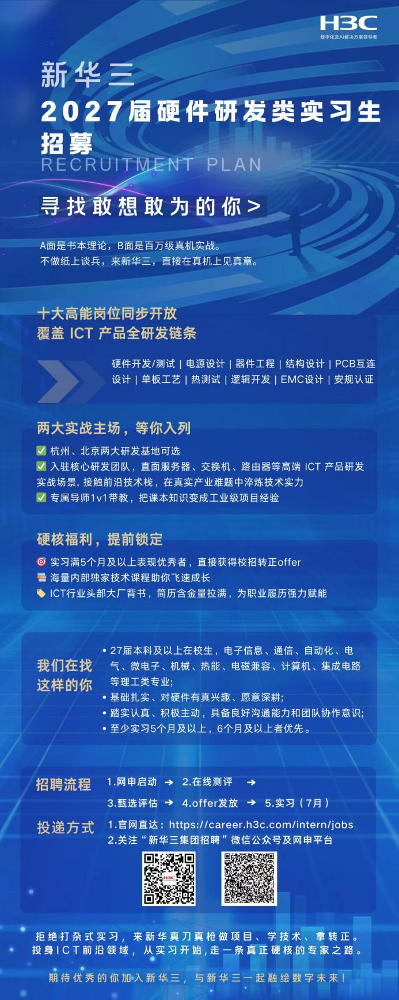 H3C
数字化及AI解决方案领导者
新华三
2027届硬件研发类实习生
招募
RECRUITMENT PLAN
寻找敢想敢为的你>
A面是书本理论，B面是百万级真机实战。
不做纸上谈兵，来新华三，直接在真机上见真章。
十大高能岗位同步开放
覆盖 ICT 产品全研发链条
硬件开发/测试 | 电源设计 | 器件工程 | 结构设计 | PCB互连
设计 | 单板工艺 | 热测试 | 逻辑开发 | EMC设计 | 安规认证
两大实战主场，等你入列
✅ 杭州、北京两大研发基地可选
✅ 入驻核心研发团队，直面服务器、交换机、路由器等高端 ICT 产品研发
实战场景, 接触前沿技术栈，在真实产业难题中淬炼技术实力
✅ 专属导师1v1带教，把课本知识变成工业级项目经验
硬核福利，提前锁定
🎯 实习满5个月及以上表现优秀者，直接获得校招转正offer
📚 海量内部独家技术课程助你飞速成长
🏷️ ICT行业头部大厂背书，简历含金量拉满，为职业履历强力赋能
我们在找
这样的你
• 27届本科及以上在校生，电子信息、通信、自动化、电
气、微电子、机械、热能、电磁兼容、计算机、集成电路
等理工类专业;
• 基础扎实、对硬件有真兴趣、愿意深耕;
• 踏实认真、积极主动，具备良好沟通能力和团队协作意识;
• 至少实习5个月及以上，6个月及以上者优先。
招聘流程
1.网申启动 → 2.在线测评 →
3.甄选评估 → 4.offer发放 → 5.实习（7月）
投递方式
1.官网直达：https://career.h3c.com/intern/jobs
2.关注“新华三集团招聘”微信公众号及网申平台
H3C
拒绝打杂式实习，来新华真刀真枪做项目、学技术、拿转正。
投身ICT前沿领域，从实习开始,走一条真正硬核的专家之路。
期待优秀的你加入新华三，与新华三一起融绘数字未来！